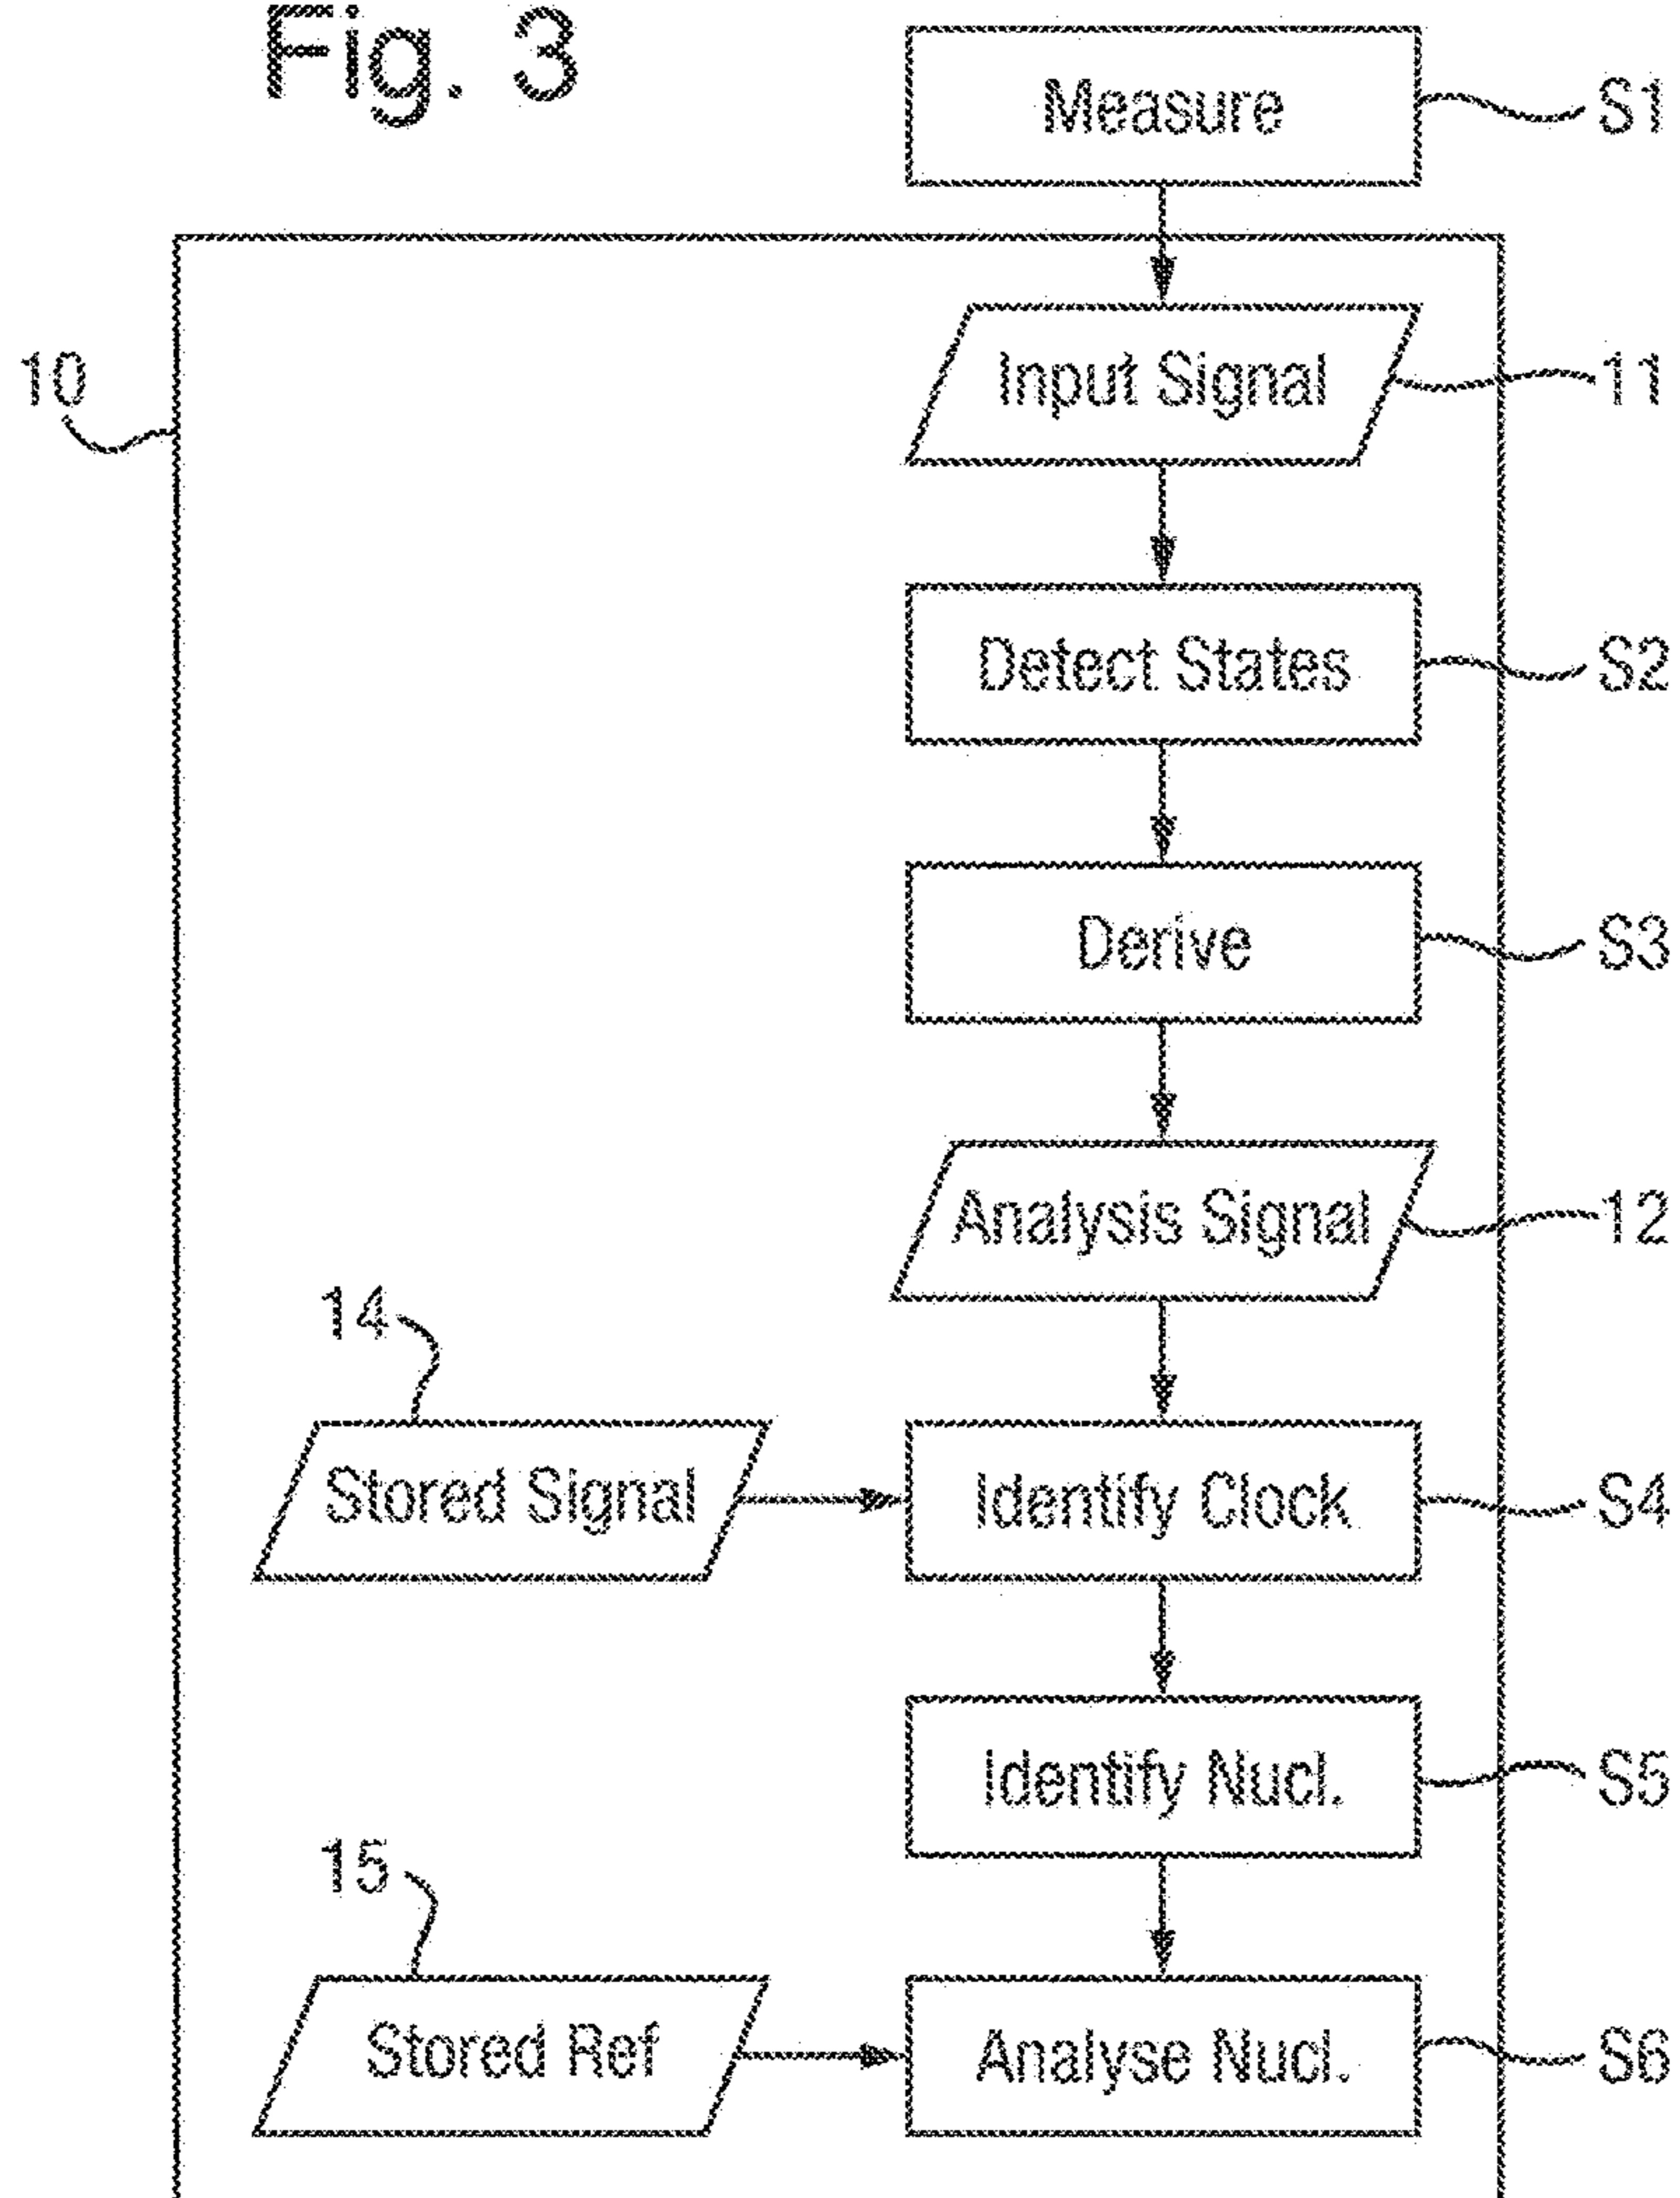 Fig. 3
Measure
S1
10
Input Signal
11
Detect States
S2
Derive
S3
Analysis Signal
12
14
Stored Signal
Identify Clock
S4
Identify Nucl.
S5
15
Stored Ref
Analyse Nucl.
S6